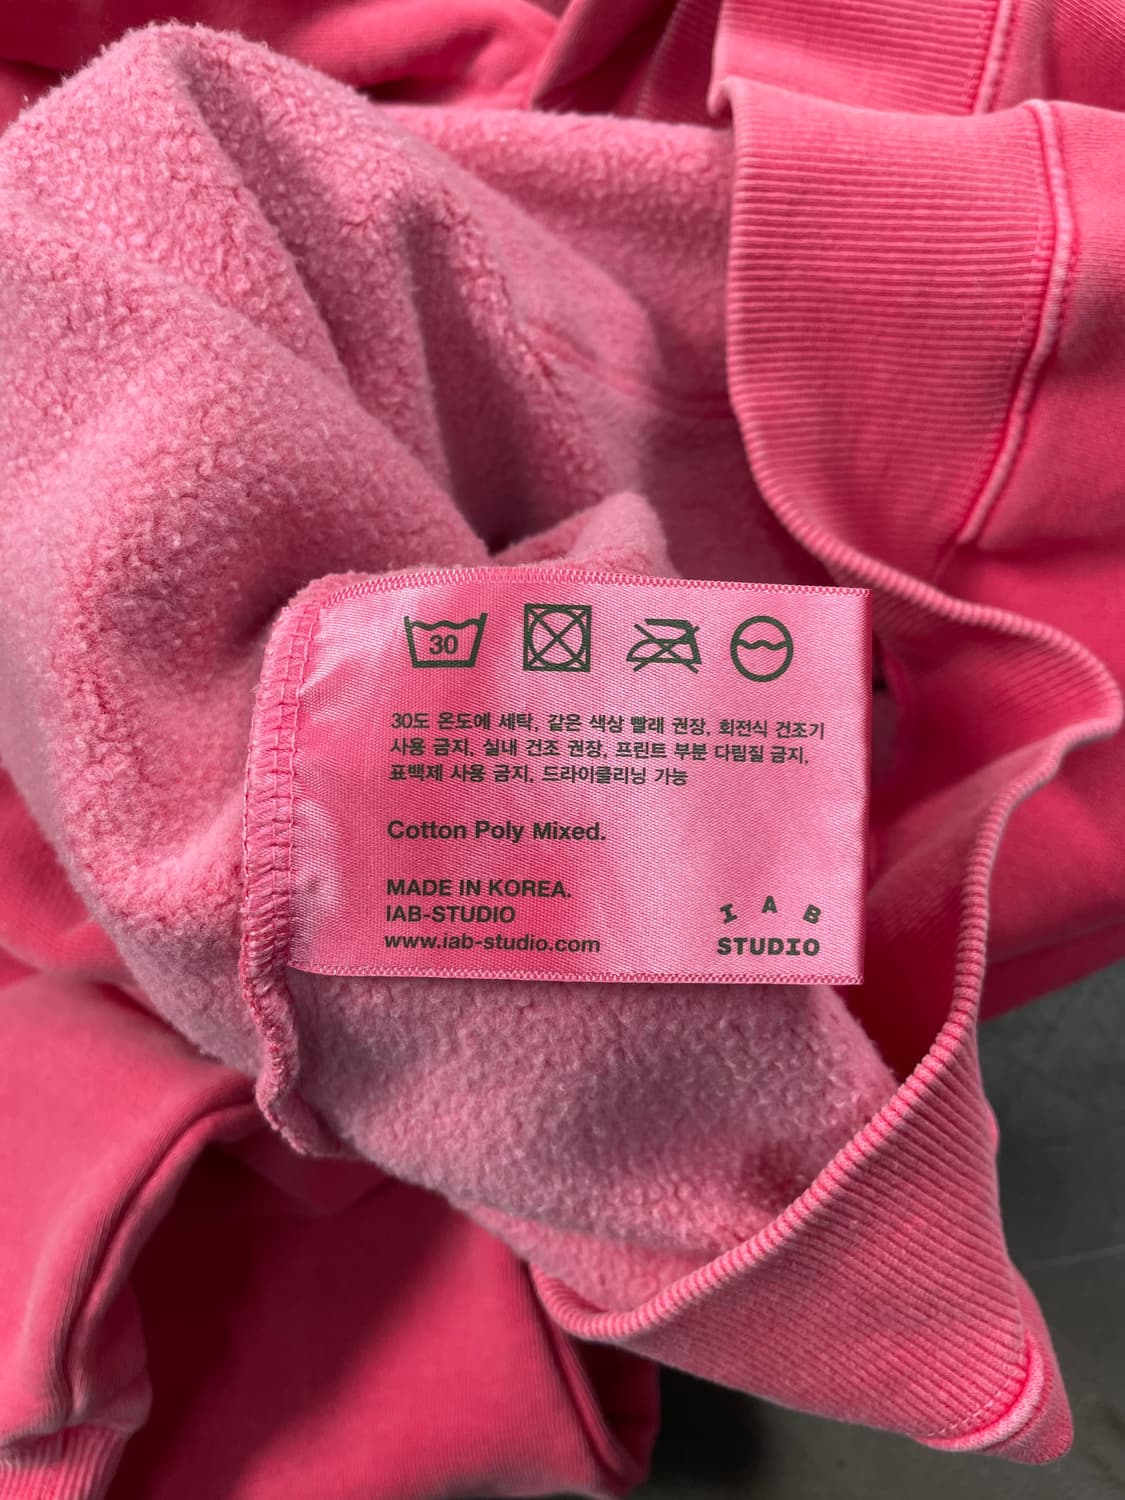 30
30도 온도에 세탁, 같은 색상 빨래 권장, 회전식 건조기
사용 금지, 실내 건조 권장, 프린트 부분 다림질 금지,
표백제 사용 금지, 드라이클리닝 가능
Cotton Poly Mixed.
MADE IN KOREA.
IAB-STUDIO
www.iab-studio.com
IAB
STUDIO